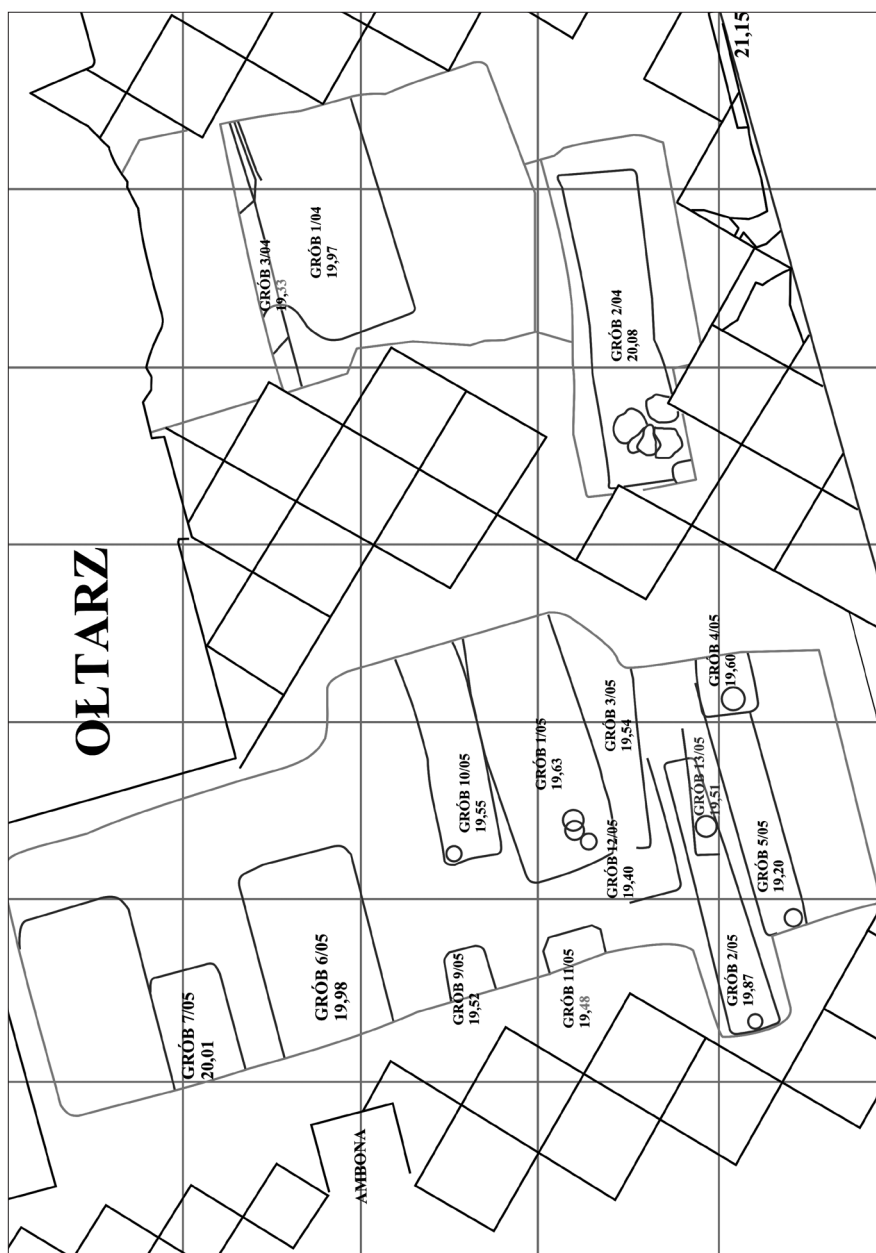 21,15
GRÓB 1/04
19,97
GRÓB 3/04
19,33
GRÓB 2/04
20,08
OŁTARZ
GRÓB 4/05
19,60
GRÓB 3/05
19,54
GRÓB 1/05
19,63
GRÓB 10/05
19,55
GRÓB 13/05
19,51
GRÓB 12/05
19,40
GRÓB 5/05
19,20
GRÓB 6/05
19,98
GRÓB 9/05
19,52
GRÓB 11/05
19,48
GRÓB 2/05
19,87
GRÓB 7/05
20,01
AMBONA